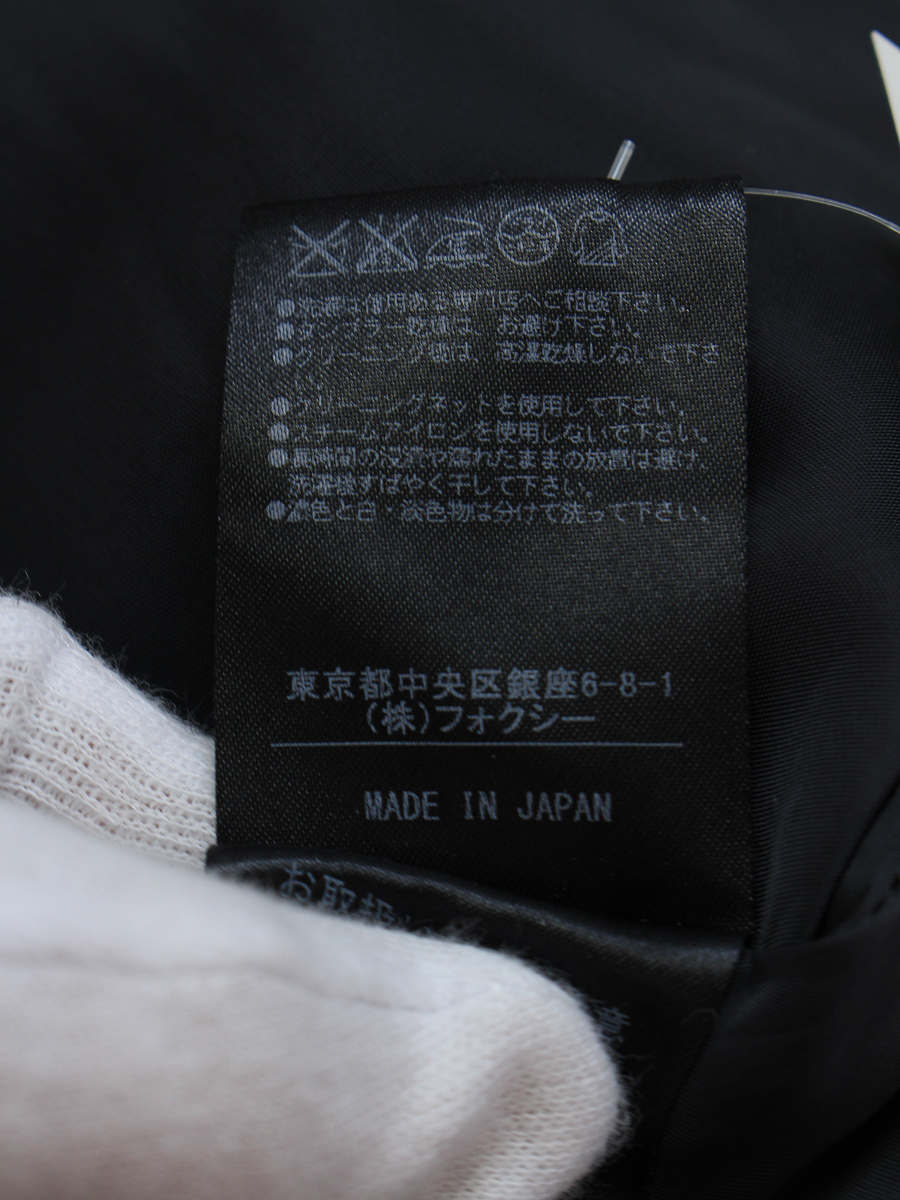 ●洗濯は信用ある専門店へご相談下さい。
●タンブラー乾燥は、お避け下さい。
●クリーニング後は、高温乾燥しないで下さ
い。
●クリーニングネットを使用して下さい。
●スチームアイロンを使用しないで下さい。
●長時間の浸漬や濡れたままの放置は避け、
洗濯後すばやく干して下さい。
●濃色と白・淡色物は分けて洗って下さい。
東京都中央区銀座6-8-1
(株)フォクシー
MADE IN JAPAN
お取扱
意